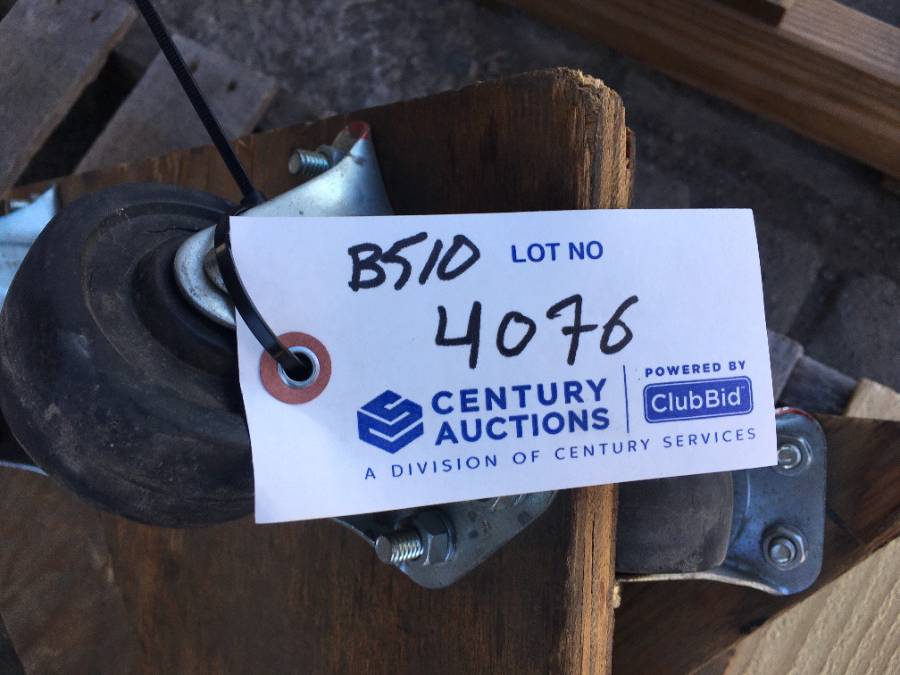 B510 LOT NO
4076
CENTURY AUCTIONS
POWERED BY
ClubBid
A DIVISION OF CENTURY SERVICES